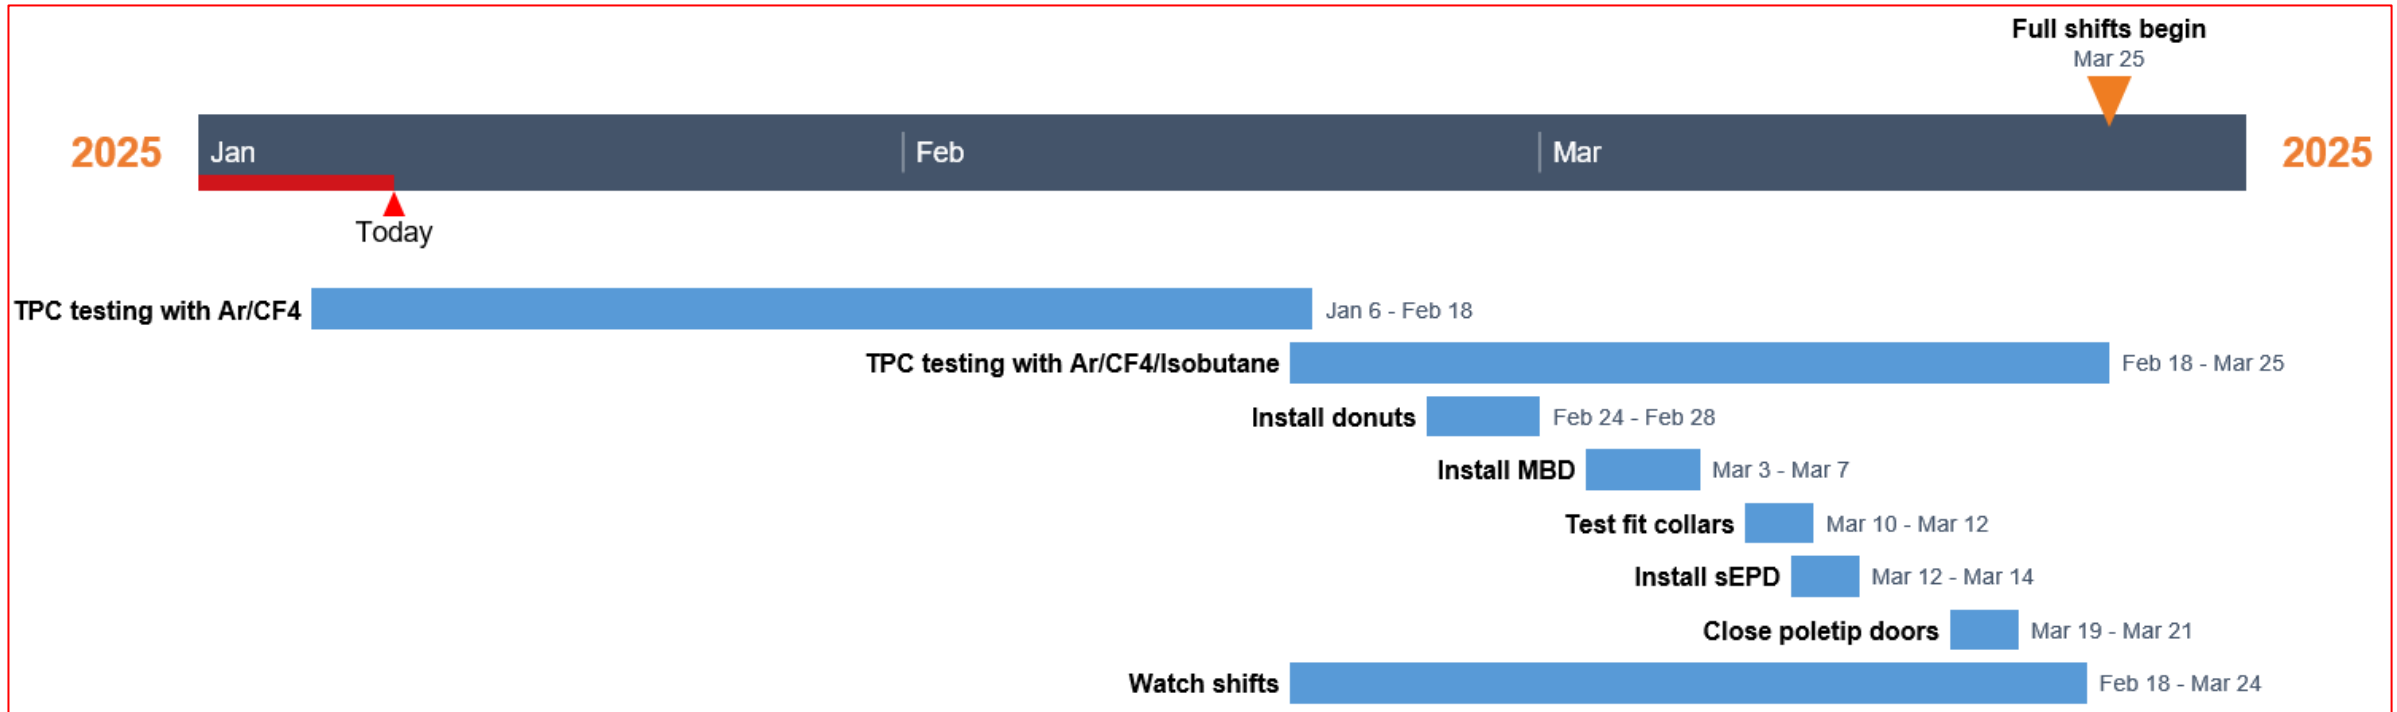 Full shifts begin
Mar 25
2025
Jan
Feb
Mar
2025
Today
TPC testing with Ar/CF4
Jan 6 - Feb 18
TPC testing with Ar/CF4/Isobutane
Feb 18 - Mar 25
Install donuts
Feb 24 - Feb 28
Install MBD
Mar 3 - Mar 7
Test fit collars
Mar 10 - Mar 12
Install sEPD
Mar 12 - Mar 14
Close poletip doors
Mar 19 - Mar 21
Watch shifts
Feb 18 - Mar 24